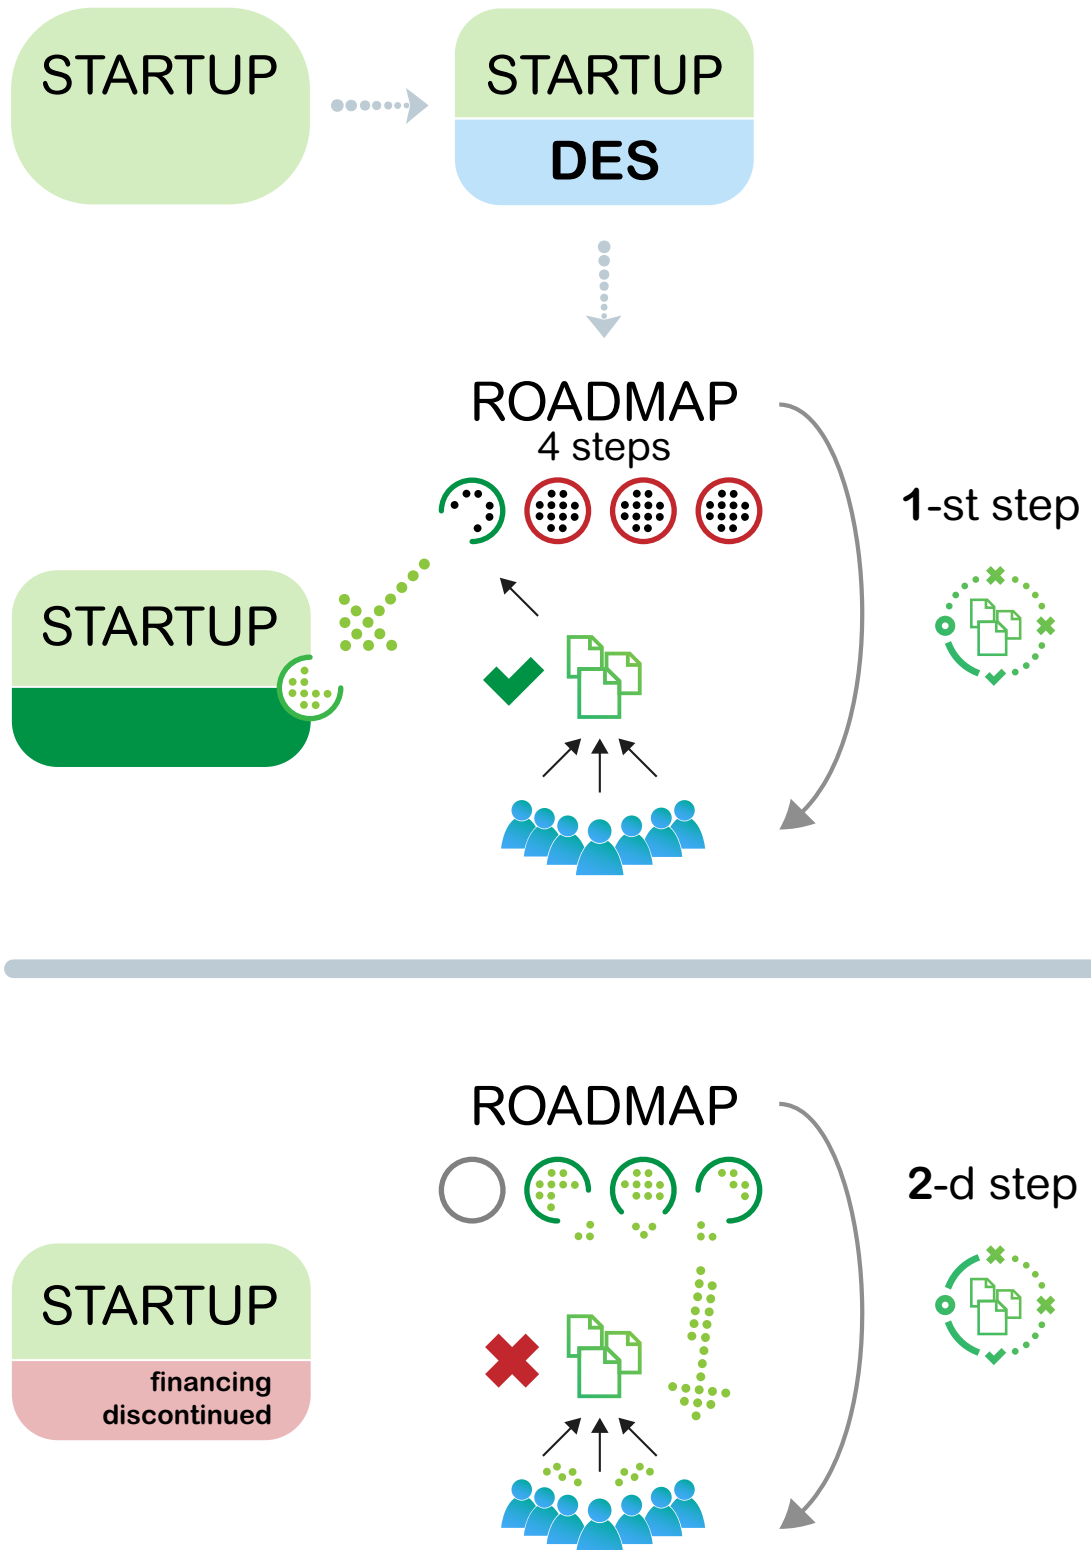 STARTUP
STARTUP
DES
ROADMAP
4 steps
1-st step
STARTUP
ROADMAP
2-d step
STARTUP
financing
discontinued